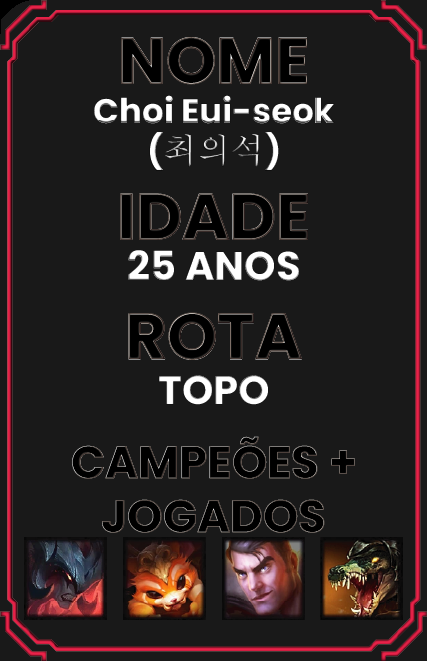 NOME
Choi Eui-seok
(최의석)
IDADE
25 ANOS
ROTA
TOPO
CAMPEÕES +
JOGADOS